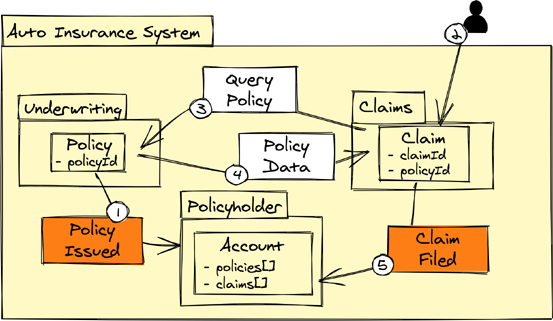 Auto Insurance System
2
Query
Policy
3
Underwriting
Claims
Policy
- policyId
Policy
Data
4
Claim
- claimId
- policyId
1
Policyholder
Policy
Issued
Account
- policies[]
- claims[]
Claim
Filed
5